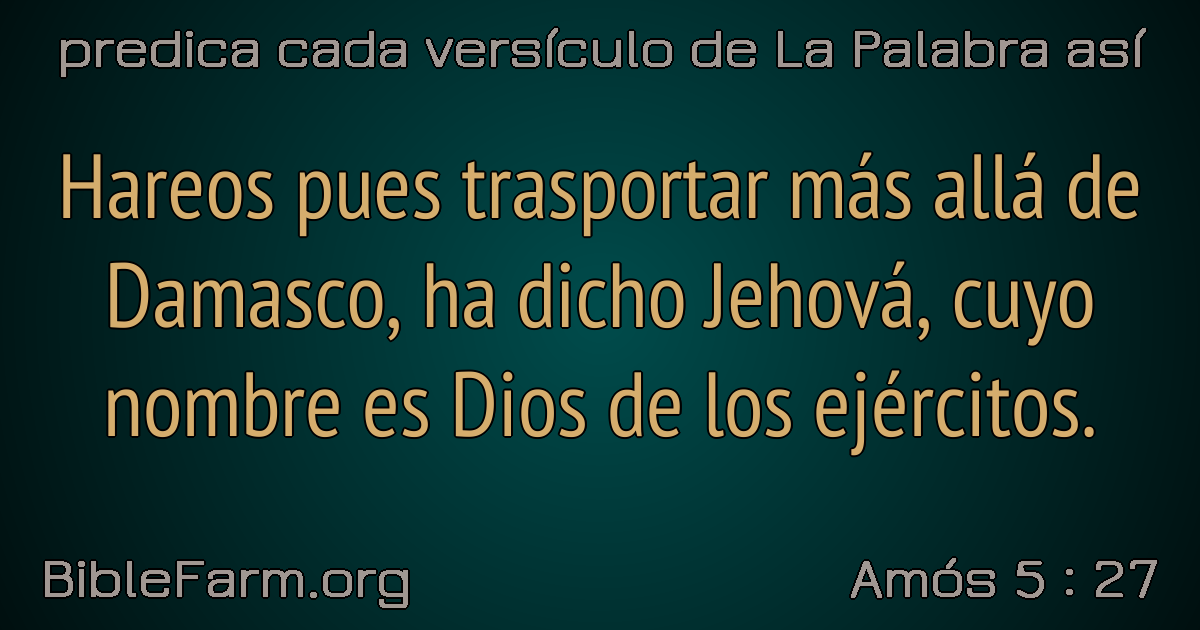 predica cada versículo de La Palabra así
Hareos pues trasportar más allá de
Damasco, ha dicho Jehová, cuyo
nombre es Dios de los ejércitos.
BibleFarm.org
Amós 5 : 27